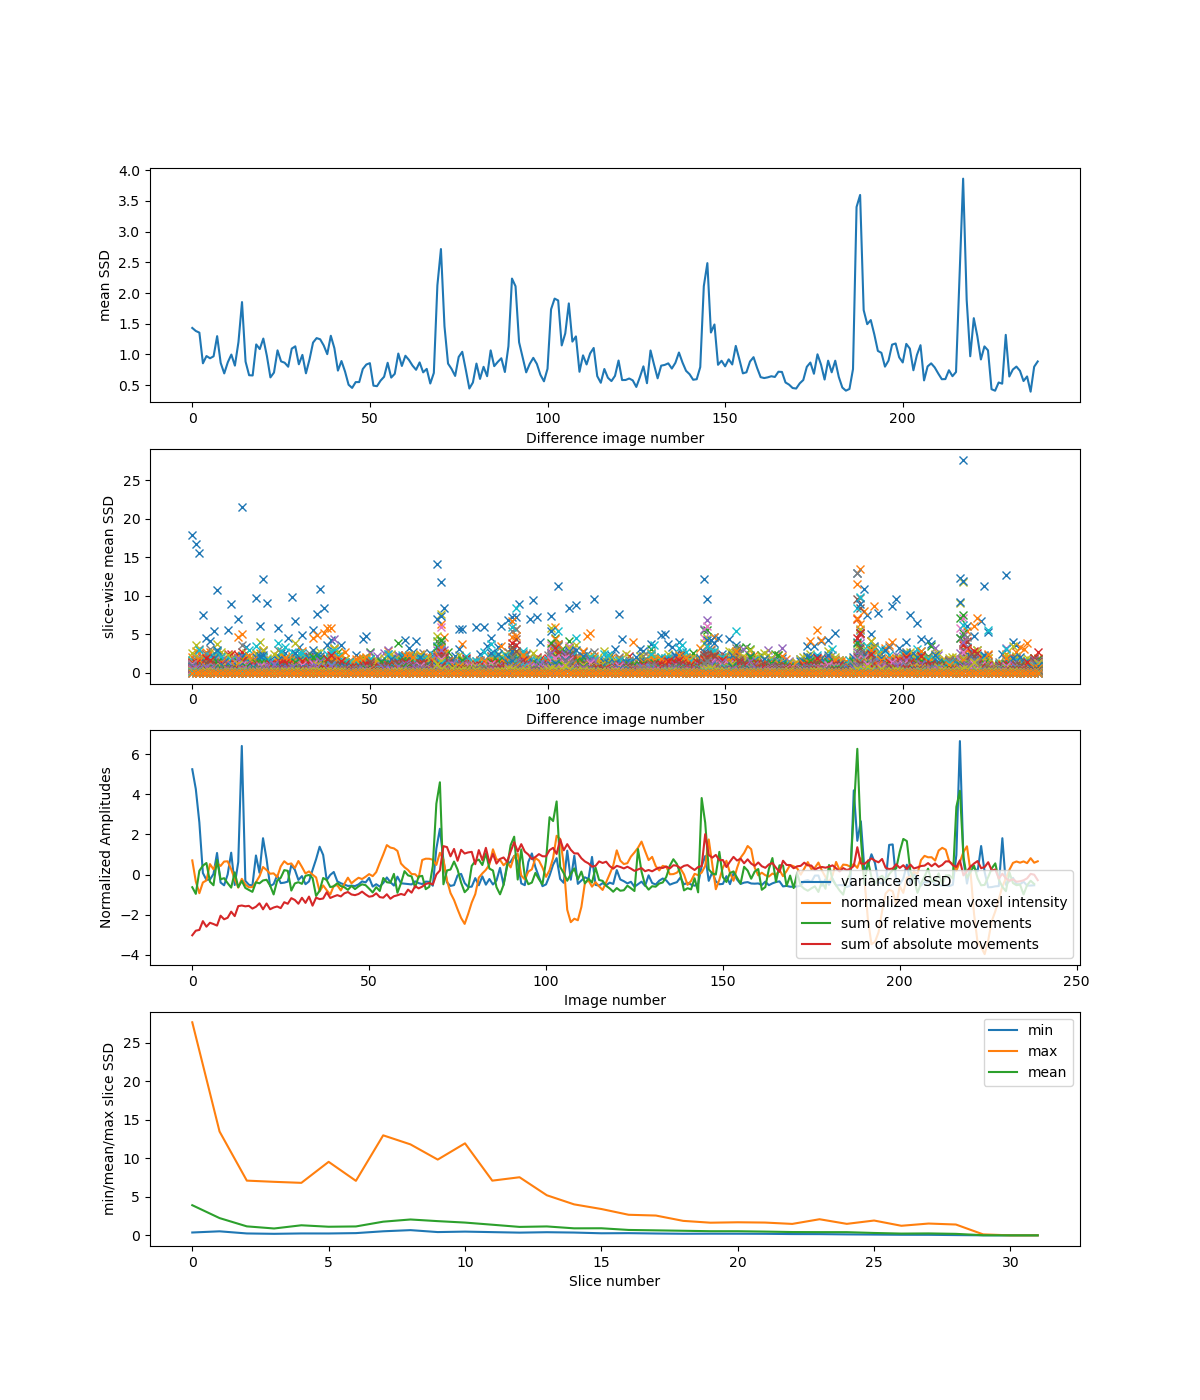 4.0
3.5
3.0
2.5
2.0
1.5
1.0
0.5
mean SSD
0 50 100 150 200
Difference image number
25
20
15
10
5
0
slice-wise mean SSD
0 50 100 150 200
Difference image number
6
4
2
0
−2
−4
Normalized Amplitudes
variance of SSD
normalized mean voxel intensity
sum of relative movements
sum of absolute movements
0 50 100 150 200 250
Image number
25
20
15
10
5
0
min/mean/max slice SSD
min
max
mean
0 5 10 15 20 25 30
Slice number